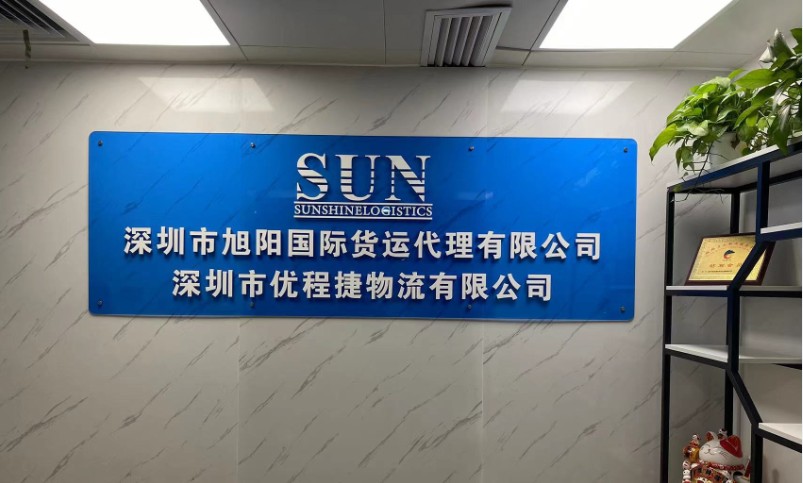 SUN
SUNSHINELOGISTICS
深圳市旭阳国际货运代理有限公司
深圳市优程捷物流有限公司